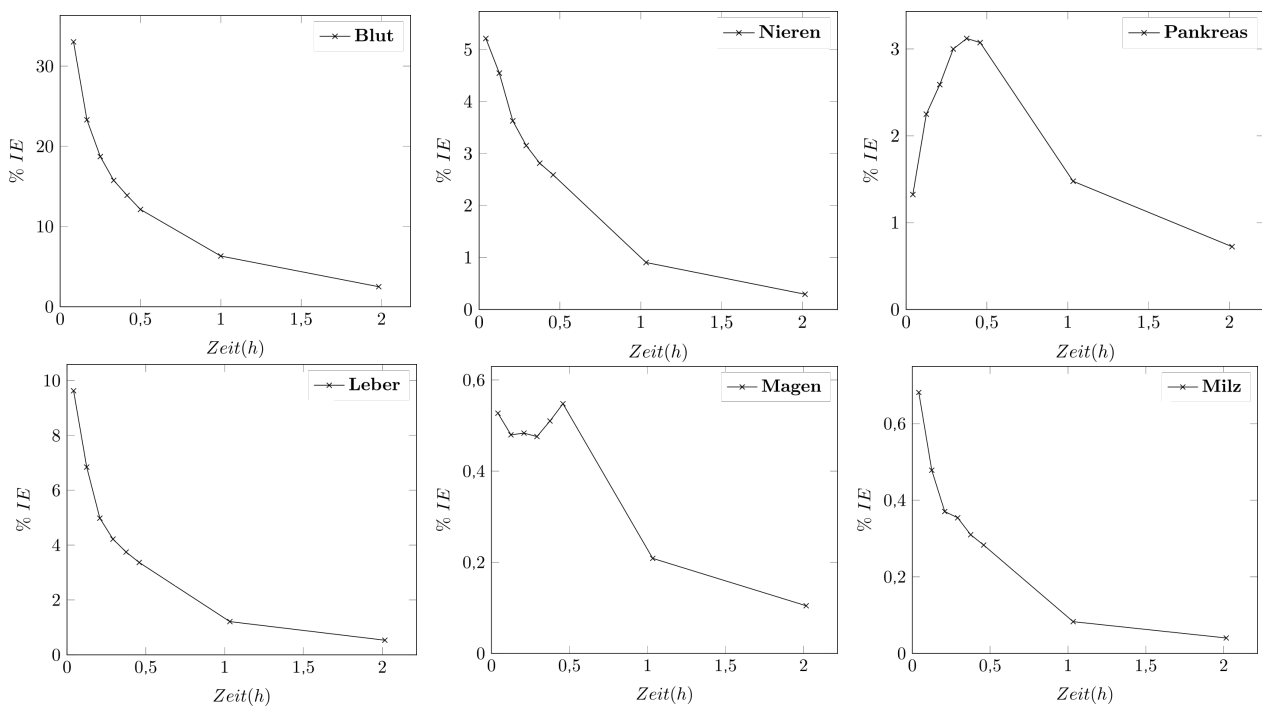 Blut
% IE
30
20
10
0
0 0,5 1 1,5 2
Zeit(h)
Nieren
% IE
5
4
3
2
1
0
0 0,5 1 1,5 2
Zeit(h)
Pankreas
% IE
3
2
1
0
0 0,5 1 1,5 2
Zeit(h)
Leber
% IE
10
8
6
4
2
0
0 0,5 1 1,5 2
Zeit(h)
Magen
% IE
0,6
0,4
0,2
0
0 0,5 1 1,5 2
Zeit(h)
Milz
% IE
0,6
0,4
0,2
0
0 0,5 1 1,5 2
Zeit(h)